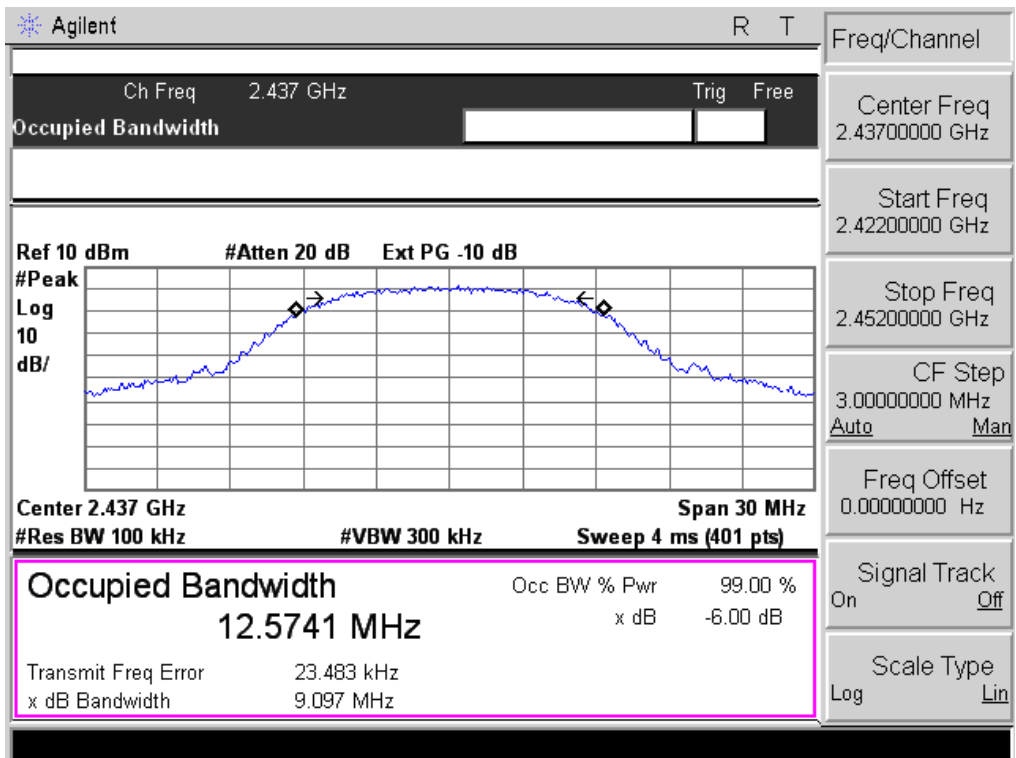 Agilent R T
Ch Freq 2.437 GHz Trig Free
Occupied Bandwidth
Ref 10 dBm #Atten 20 dB Ext PG -10 dB
#Peak
Log
10
dB/
Center 2.437 GHz Span 30 MHz
#Res BW 100 kHz #VBW 300 kHz Sweep 4 ms (401 pts)
Occupied Bandwidth
12.5741 MHz
Occ BW % Pwr 99.00 %
x dB -6.00 dB
Transmit Freq Error 23.483 kHz
x dB Bandwidth 9.097 MHz
Freq/Channel
Center Freq
2.43700000 GHz
Start Freq
2.42200000 GHz
Stop Freq
2.45200000 GHz
CF Step
3.00000000 MHz
Auto Man
Freq Offset
0.00000000 Hz
Signal Track
On Off
Scale Type
Log Lin